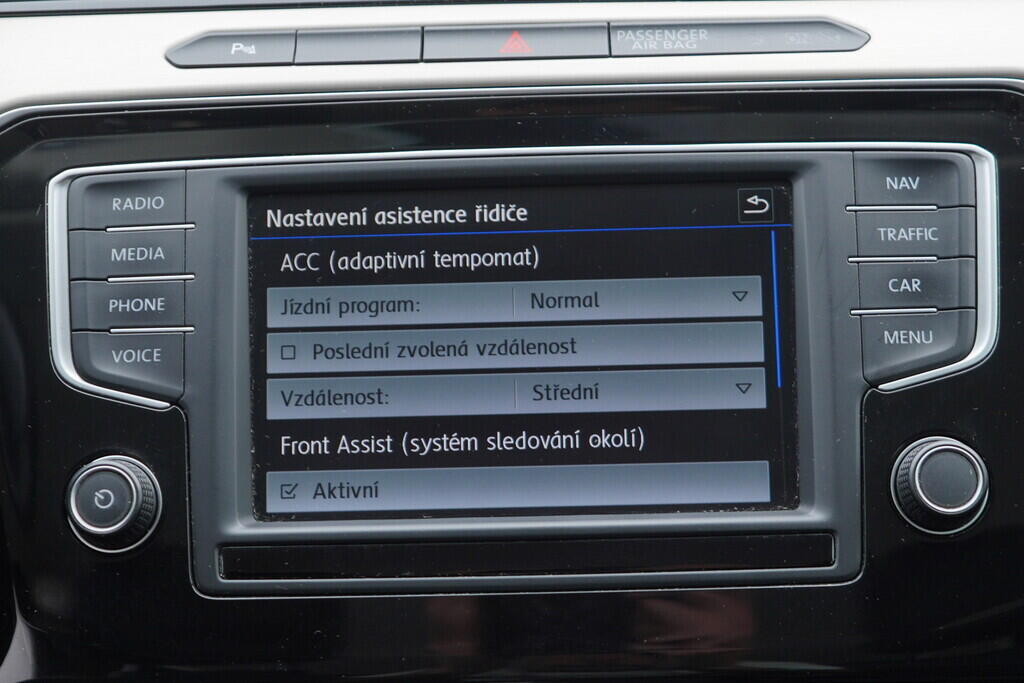 P
PASSENGER
AIR BAG
RADIO
MEDIA
PHONE
VOICE
Nastavení asistence řidiče
ACC (adaptivní tempomat)
Jízdní program: Normal
Poslední zvolená vzdálenost
Vzdálenost: Střední
Front Assist (systém sledování okolí)
Aktivní
NAV
TRAFFIC
CAR
MENU